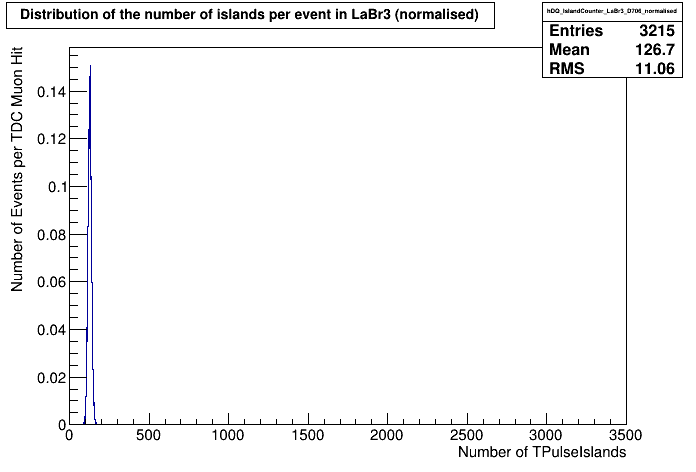 Distribution of the number of islands per event in LaBr3 (normalised)
hDQ_IslandCounter_LaBr3_D706_normalised
Entries 3215
Mean 126.7
RMS 11.06
Number of Events per TDC Muon Hit
0.14
0.12
0.1
0.08
0.06
0.04
0.02
0
0 500 1000 1500 2000 2500 3000 3500
Number of TPulseIslands